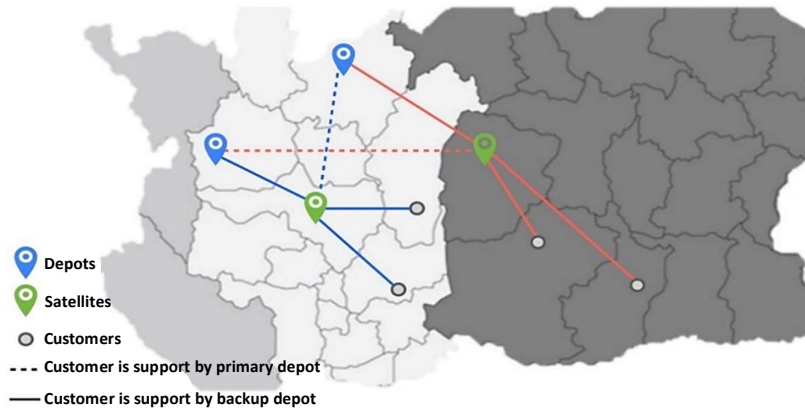 Depots
Satellites
Customers
Customer is support by primary depot
Customer is support by backup depot